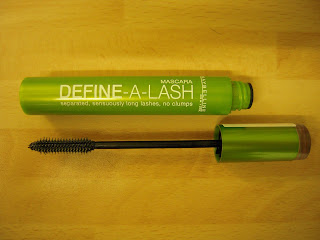 MASCARA
DEFINE-A-LASH
separated, sensuously long lashes, no clumps